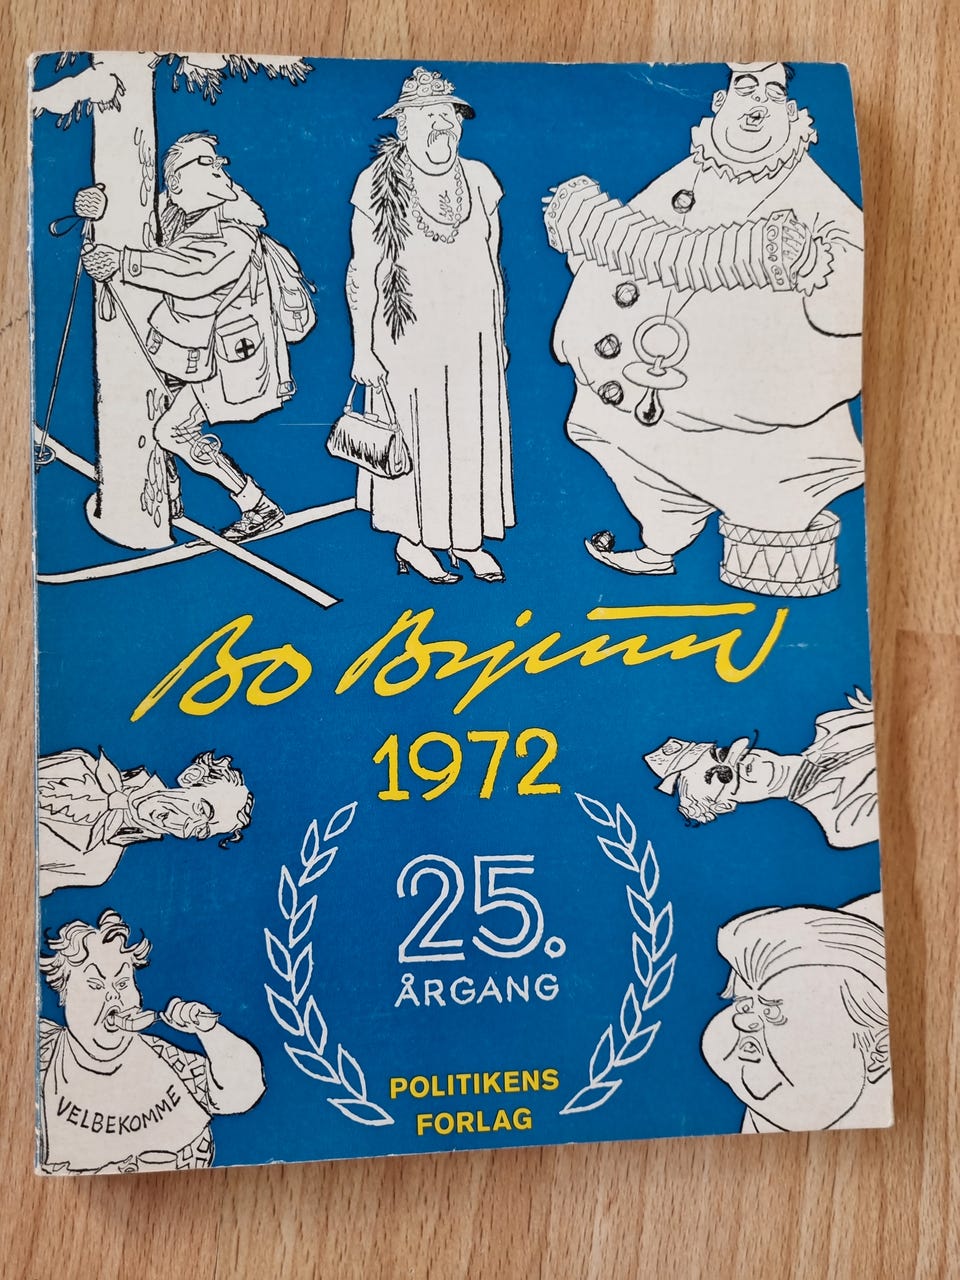 Bo Bojesen
1972
25.
ÅRGANG
POLITIKENS
FORLAG
VELBEKOMME